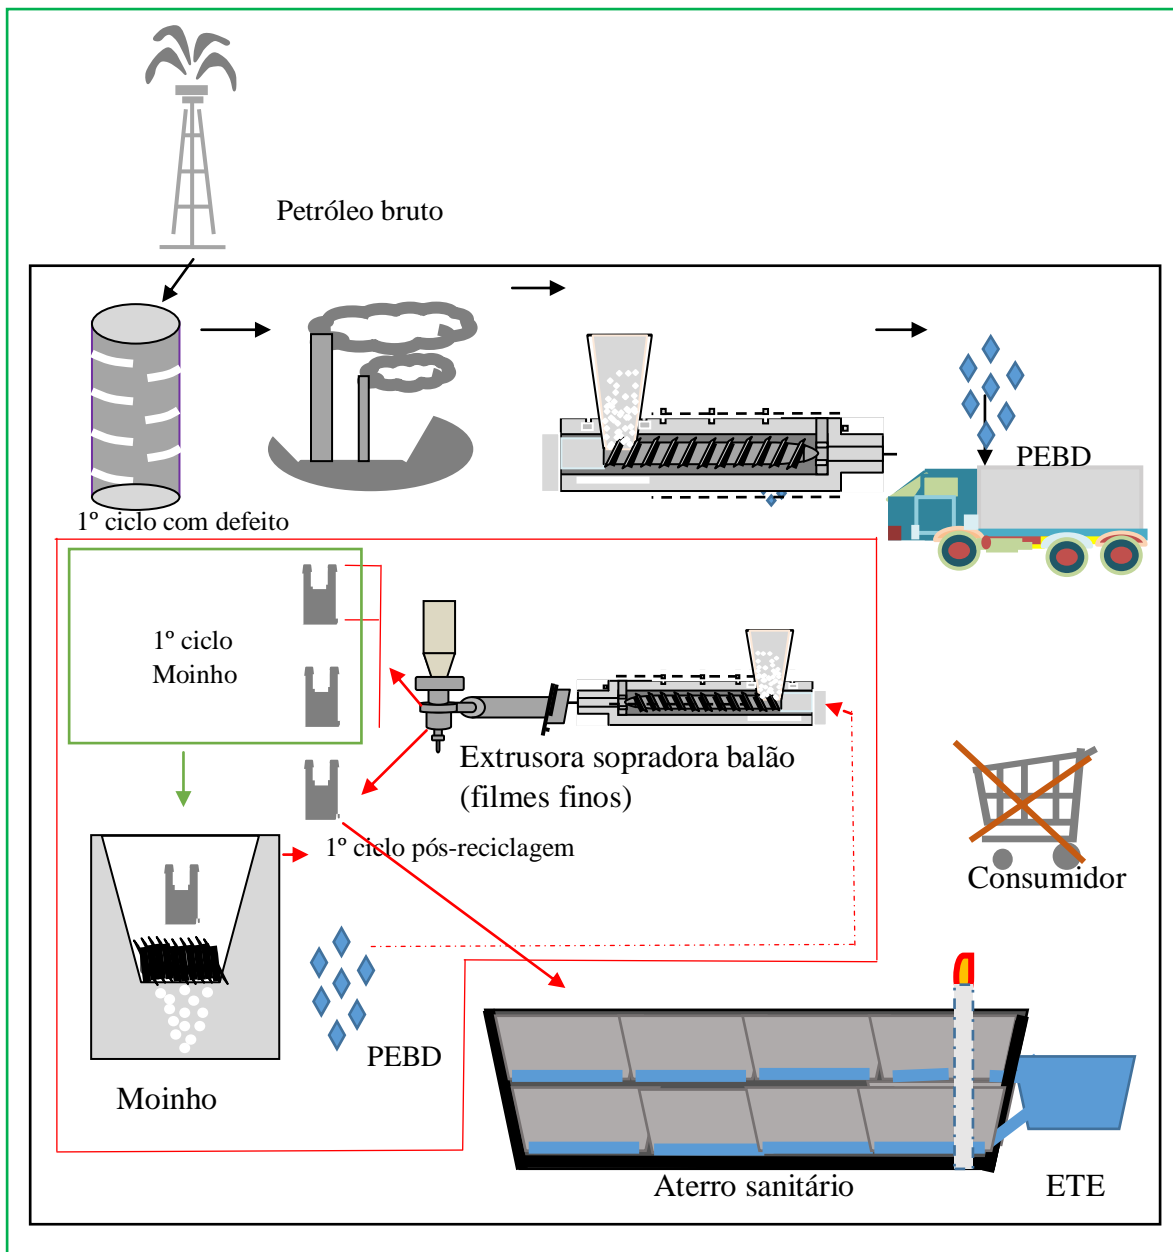 Petróleo bruto
PEBD
1º ciclo com defeito
1º ciclo
Moinho
Extrusora sopradora balão
(filmes finos)
1º ciclo pós-reciclagem
Consumidor
PEBD
Moinho
Aterro sanitário
ETE